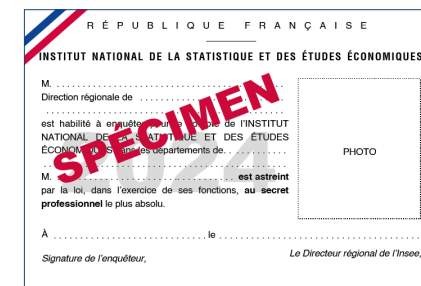 RÉPUBLIQUE FRANÇAISE
INSTITUT NATIONAL DE LA STATISTIQUE ET DES ÉTUDES ÉCONOMIQUES
M. . . . . . . . . . . . . . . . . . . . . . . . . . . . . . . . . . . . .
Direction régionale de . . . . . . . . . . . . . . . . . . . . . . .
est habilité à enquêter pour le compte de l'INSTITUT
NATIONAL DE LA STATISTIQUE ET DES ÉTUDES
ÉCONOMIQUES dans les départements de. . . . . . . . . . .
M. . . . . . . . . . . . . . . . . . . . . . . . . . . est astreint
par la loi, dans l'exercice de ses fonctions, au secret
professionnel le plus absolu.
PHOTO
SPÉCIMEN
2024
À . . . . . . . . . . . . . . . . . . . . . . . . le . . . . . . . . . . . . . . . . . . . . . . . . . . . . .
Signature de l'enquêteur,
Le Directeur régional de l'Insee,